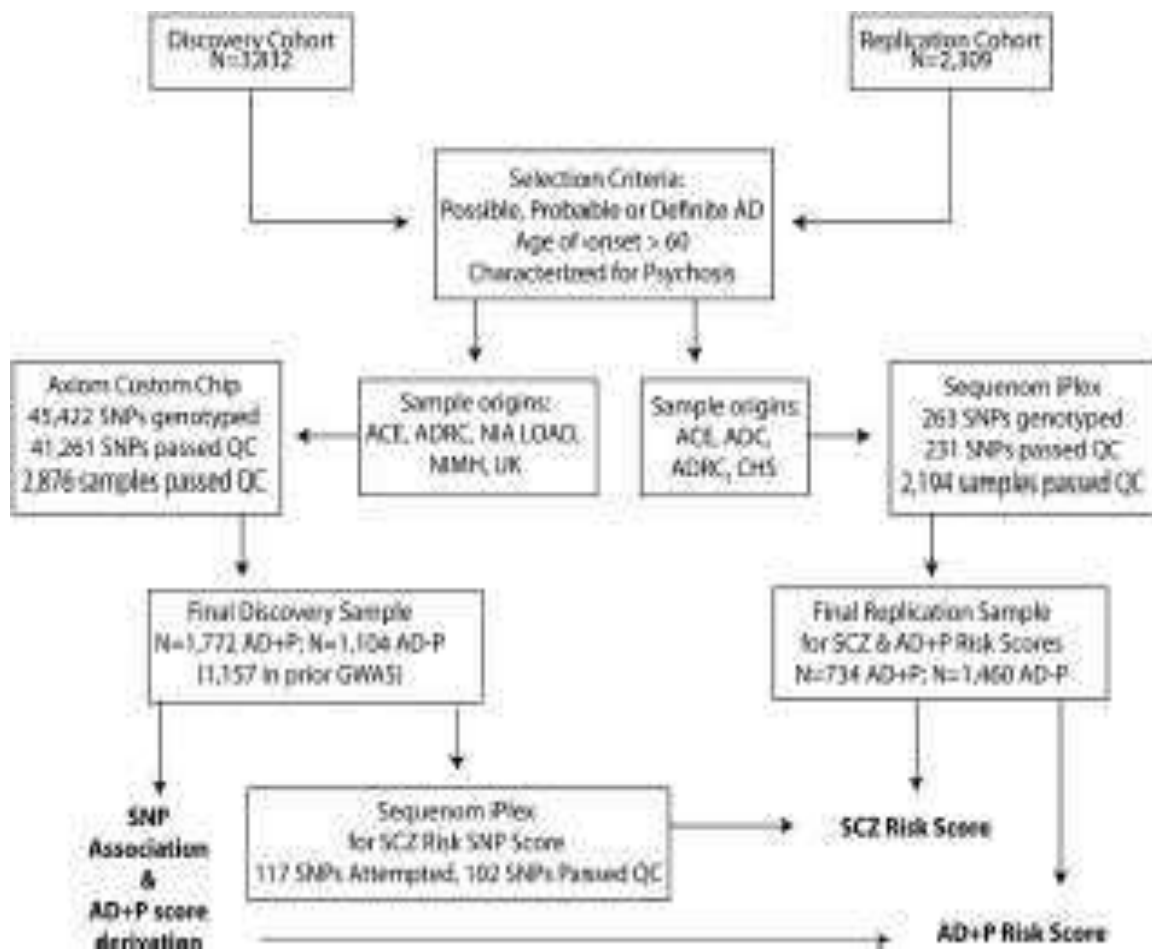 Discovery Cohort
N=3,812
Replication Cohort
N=2,309
Selection Criteria:
Possible, Probable or Definite AD
Age of onset > 60
Characterized for Psychosis
Axiom Custom Chip
45,422 SNPs genotyped
41,261 SNPs passed QC
2,876 samples passed QC
Sample origins:
ACE, ADRC, NIA LOAD,
NIMH, UK
Sample origins:
ACE, ADC,
ADRC, CHS
Sequenom iPlex
263 SNPs genotyped
231 SNPs passed QC
2,194 samples passed QC
Final Discovery Sample
N=1,772 AD+P; N=1,104 AD-P
(1,157 in prior GWAS)
Final Replication Sample
for SCZ & AD+P Risk Scores
N=734 AD+P; N=1,460 AD-P
SNP
Association
&
AD+P score
derivation
Sequenom iPlex
for SCZ Risk SNP Score
117 SNPs Attempted, 102 SNPs Passed QC
SCZ Risk Score
AD+P Risk Score